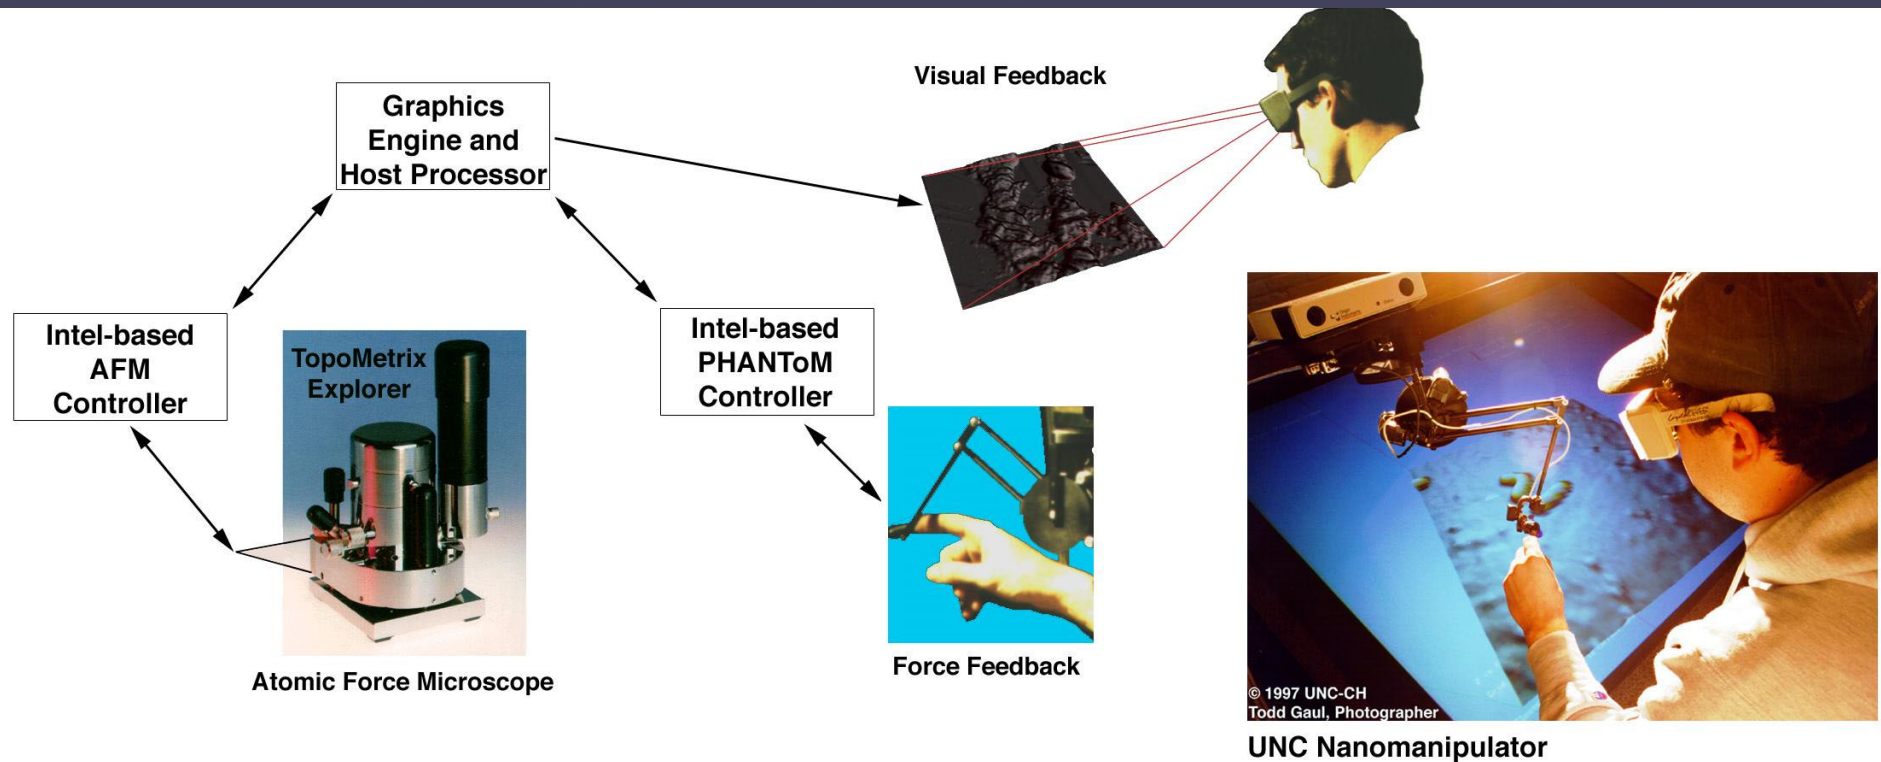 Graphics
Engine and
Host Processor
Visual Feedback
Intel-based
AFM
Controller
TopoMetrix
Explorer
Intel-based
PHANToM
Controller
Atomic Force Microscope
Force Feedback
© 1997 UNC-CH
Todd Gaul, Photographer
UNC Nanomanipulator